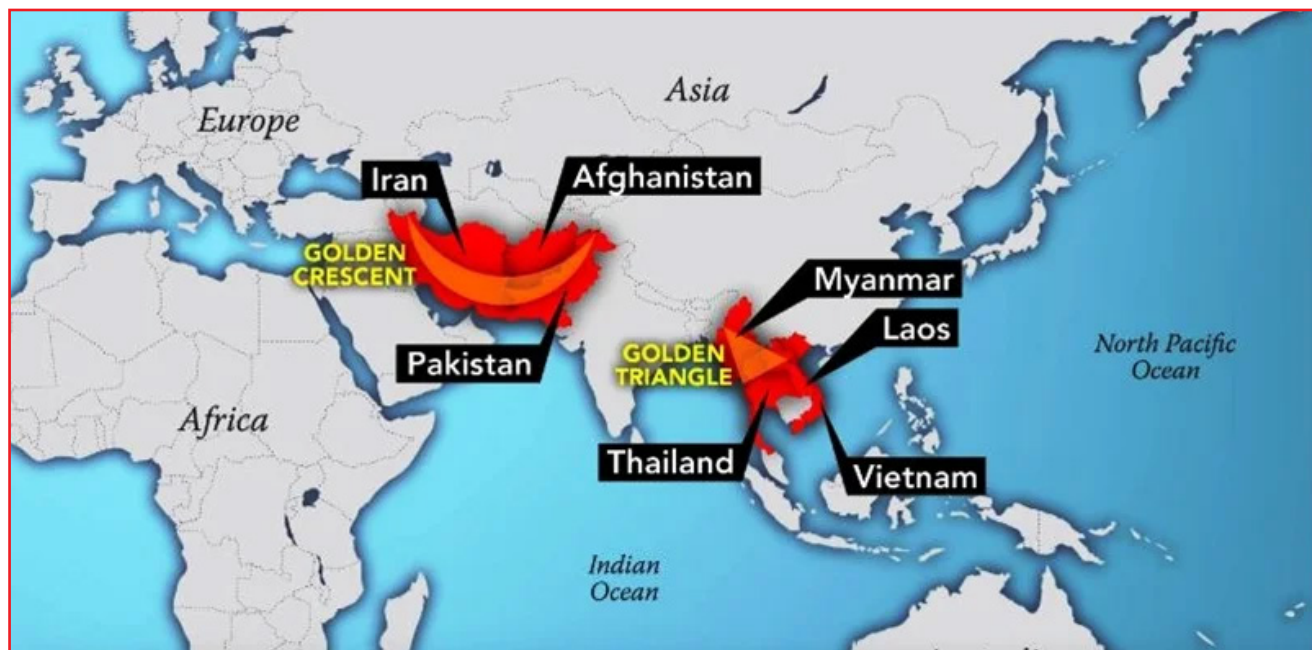 Asia
Europe
Iran
Afghanistan
GOLDEN
CRESCENT
Myanmar
Laos
Pakistan
GOLDEN
TRIANGLE
North Pacific
Ocean
Africa
Thailand
Vietnam
Indian
Ocean